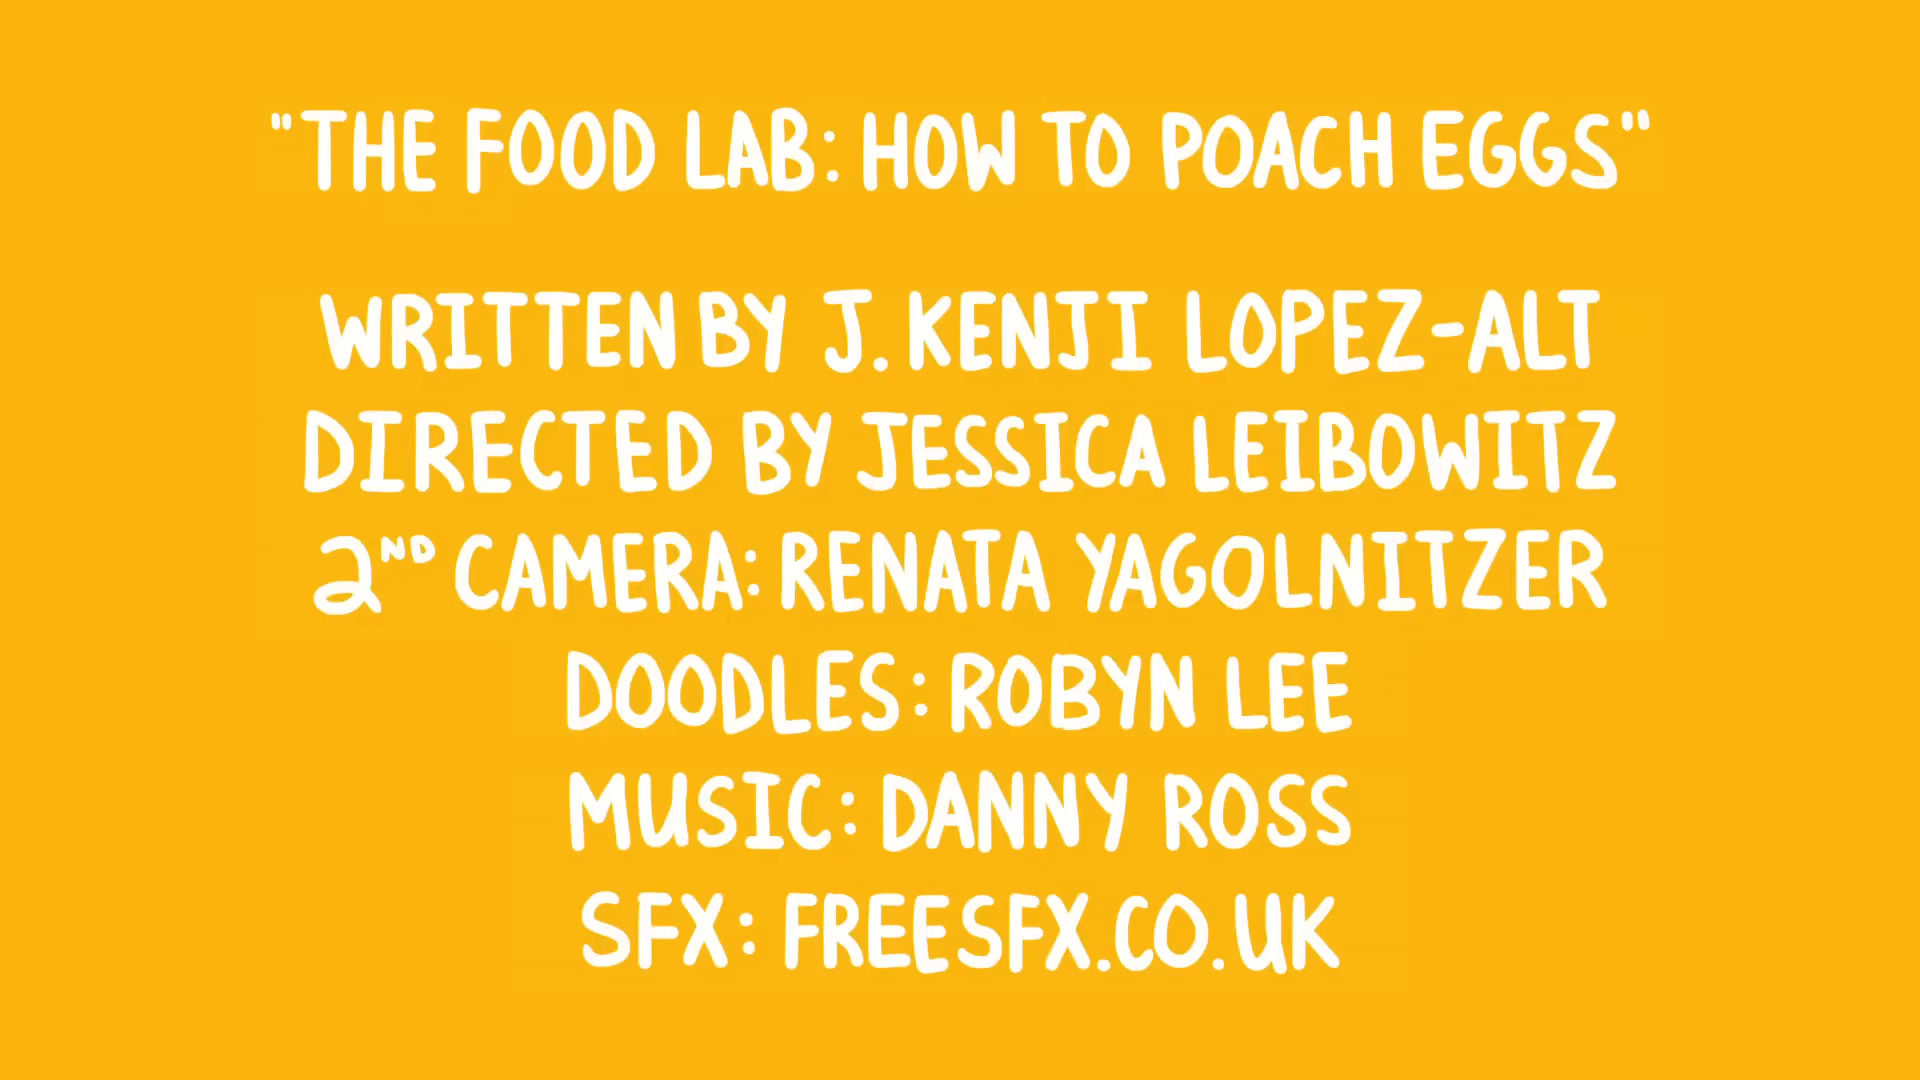 "THE FOOD LAB: HOW TO POACH EGGS"
WRITTEN BY J. KENJI LOPEZ-ALT
DIRECTED BY JESSICA LEIBOWITZ
2ND CAMERA: RENATA YAGOLNITZER
DOODLES: ROBYN LEE
MUSIC: DANNY ROSS
SFX: FREESFX.CO.UK